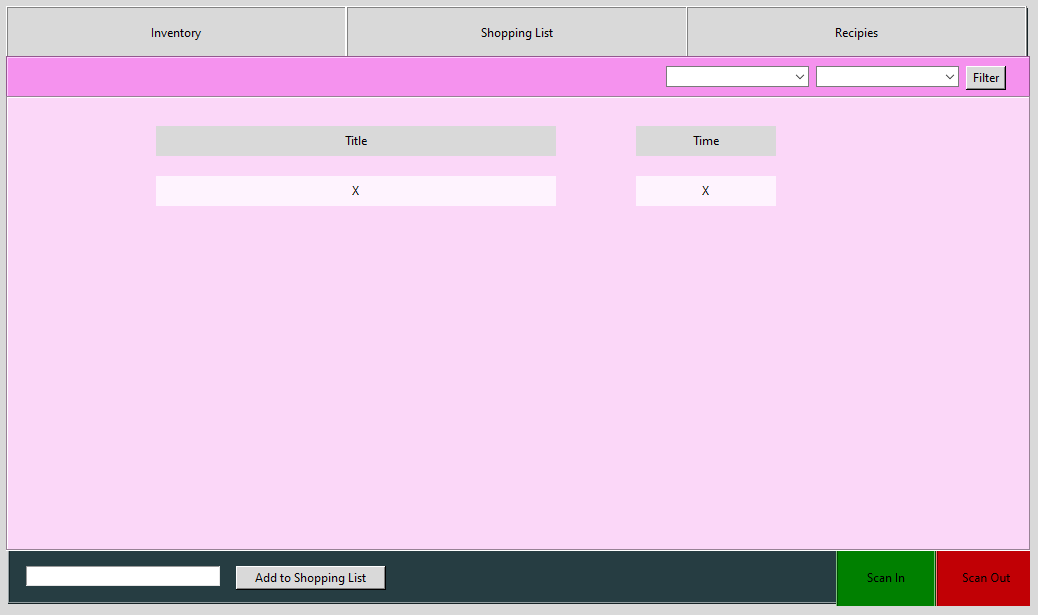 Inventory
Shopping List
Recipies
Filter
Title
Time
X
X
Add to Shopping List
Scan In
Scan Out